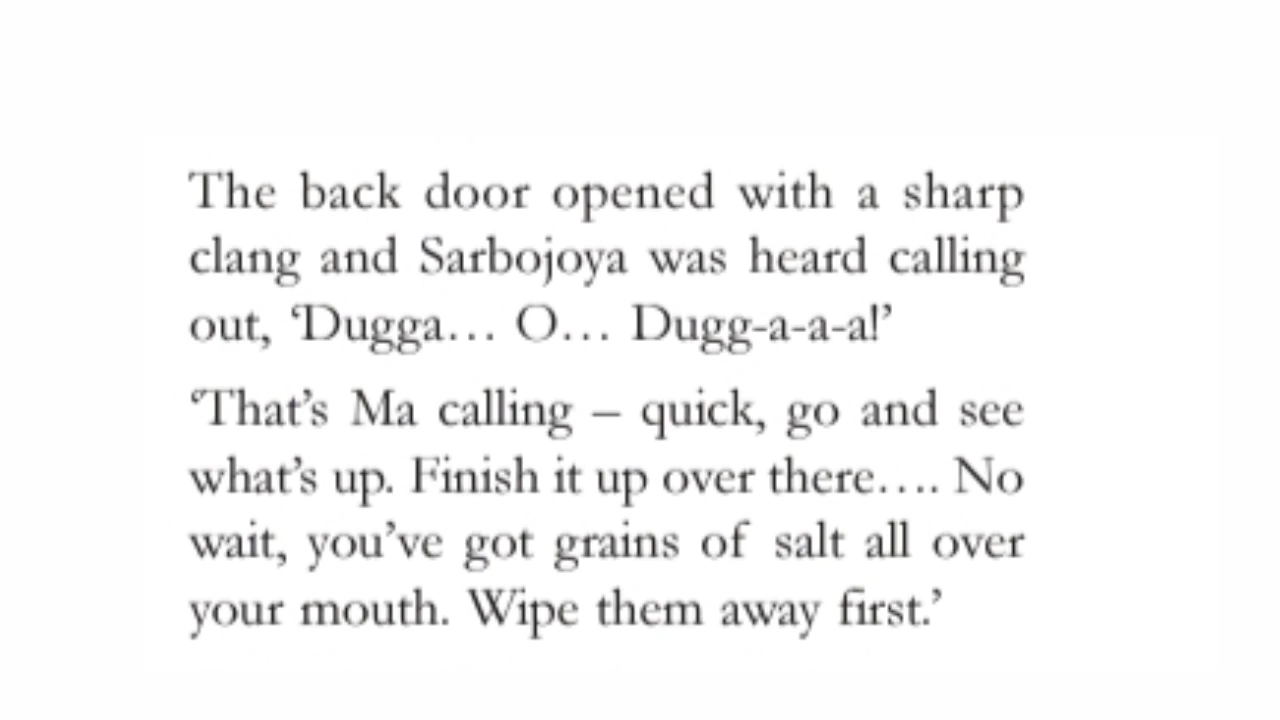 The back door opened with a sharp
clang and Sarbojoya was heard calling
out, ‘Dugga… O… Dugg-a-a-a!’
‘That’s Ma calling – quick, go and see
what’s up. Finish it up over there…. No
wait, you’ve got grains of salt all over
your mouth. Wipe them away first.’